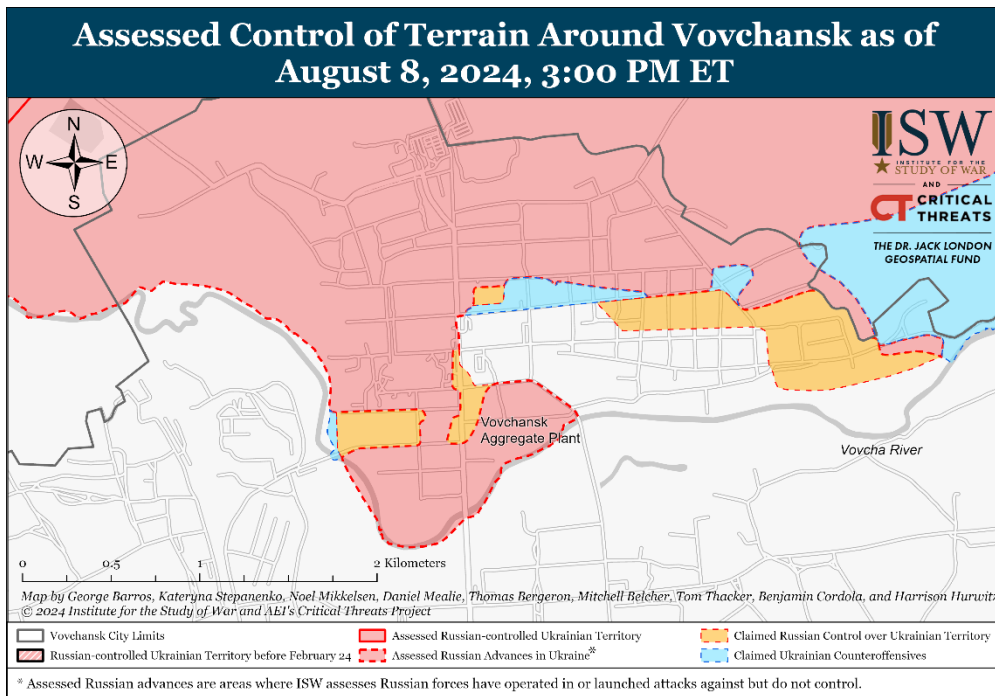 Assessed Control of Terrain Around Vovchansk as of
August 8, 2024, 3:00 PM ET
N
W E
S
ISW
INSTITUTE FOR THE
STUDY OF WAR
AND
CT CRITICAL
THREATS
THE DR. JACK LONDON
GEOSPATIAL FUND
Vovchansk
Aggregate Plant
Vovcha River
0 0.5 1 2 Kilometers
Map by George Barros, Kateryna Stepanenko, Noel Mikkelsen, Daniel Mealie, Thomas Bergeron, Mitchell Belcher, Tom Thacker, Benjamin Cordola, and Harrison Hurwitz
© 2024 Institute for the Study of War and AEI's Critical Threats Project
Vovchansk City Limits
Assessed Russian-controlled Ukrainian Territory
Claimed Russian Control over Ukrainian Territory
Russian-controlled Ukrainian Territory before February 24
Assessed Russian Advances in Ukraine*
Claimed Ukrainian Counteroffensives
* Assessed Russian advances are areas where ISW assesses Russian forces have operated in or launched attacks against but do not control.